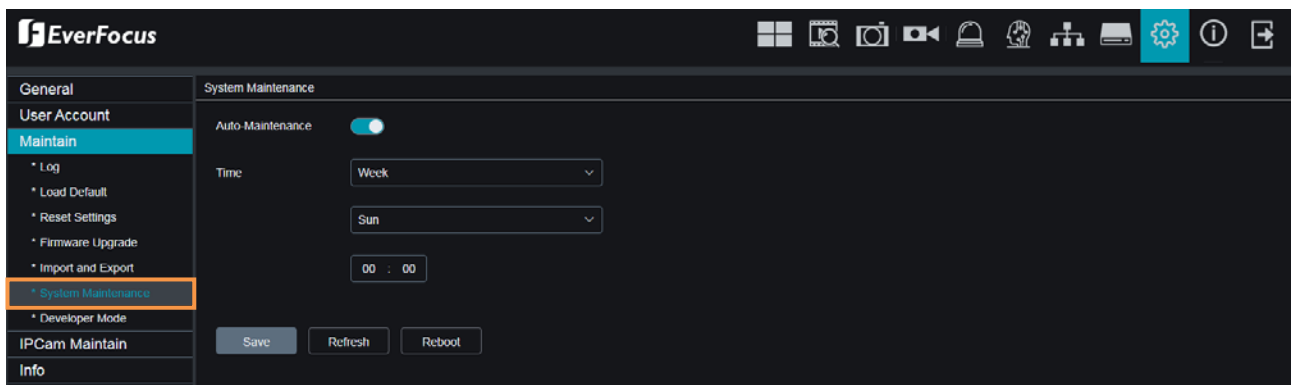 EverFocus
General
User Account
Maintain
* Log
* Load Default
* Reset Settings
* Firmware Upgrade
* Import and Export
* System Maintenance
* Developer Mode
IPCam Maintain
Info
System Maintenance
Auto-Maintenance
Time
Week
Sun
00 : 00
Save Refresh Reboot